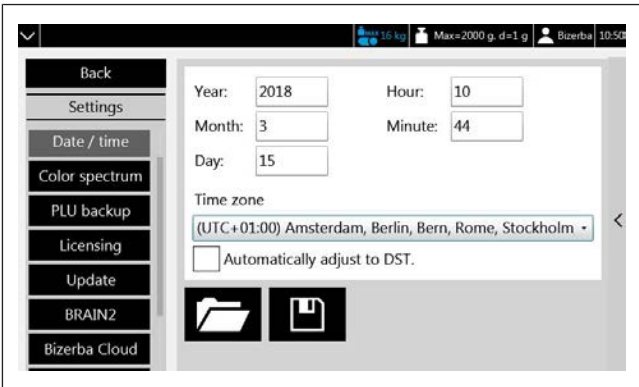 16 kg Max=2000 g. d=1 g Bizerba 10:50
Back
Settings
Date / time
Color spectrum
PLU backup
Licensing
Update
BRAIN2
Bizerba Cloud
Year: 2018 Hour: 10
Month: 3 Minute: 44
Day: 15
Time zone
(UTC+01:00) Amsterdam, Berlin, Bern, Rome, Stockholm
Automatically adjust to DST.